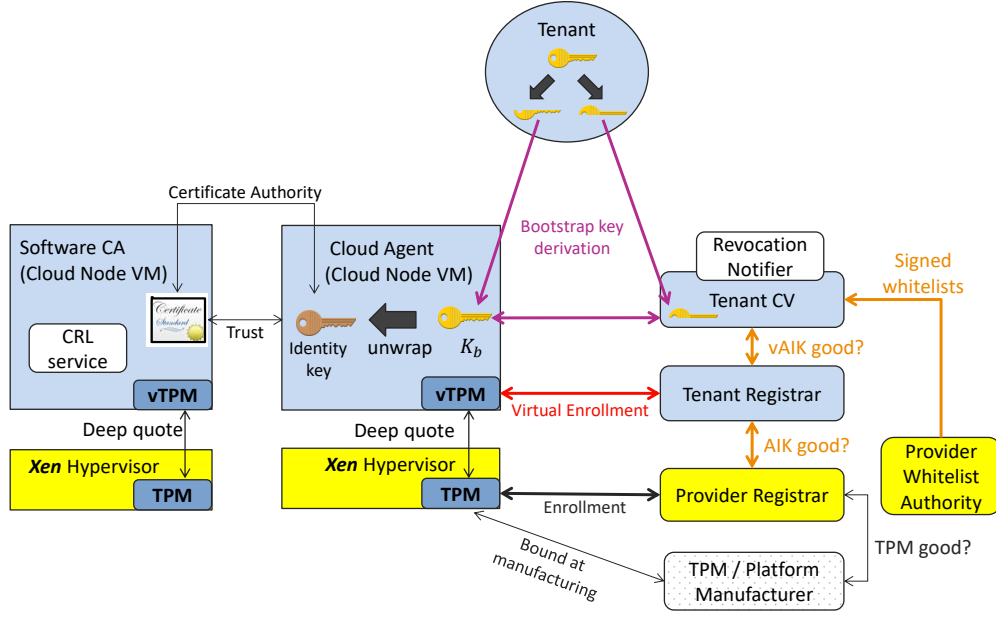 Tenant
Certificate Authority
Bootstrap key
derivation
Software CA
(Cloud Node VM)
Certificate
Standard
CRL
service
vTPM
Trust
Cloud Agent
(Cloud Node VM)
Identity
key
unwrap
K_b
vTPM
Revocation
Notifier
Tenant CV
Signed
whitelists
vAIK good?
Virtual Enrollment
Tenant Registrar
Deep quote
Deep quote
AIK good?
Xen Hypervisor
TPM
Xen Hypervisor
TPM
Enrollment
Provider Registrar
Provider
Whitelist
Authority
Bound at
manufacturing
TPM good?
TPM / Platform
Manufacturer